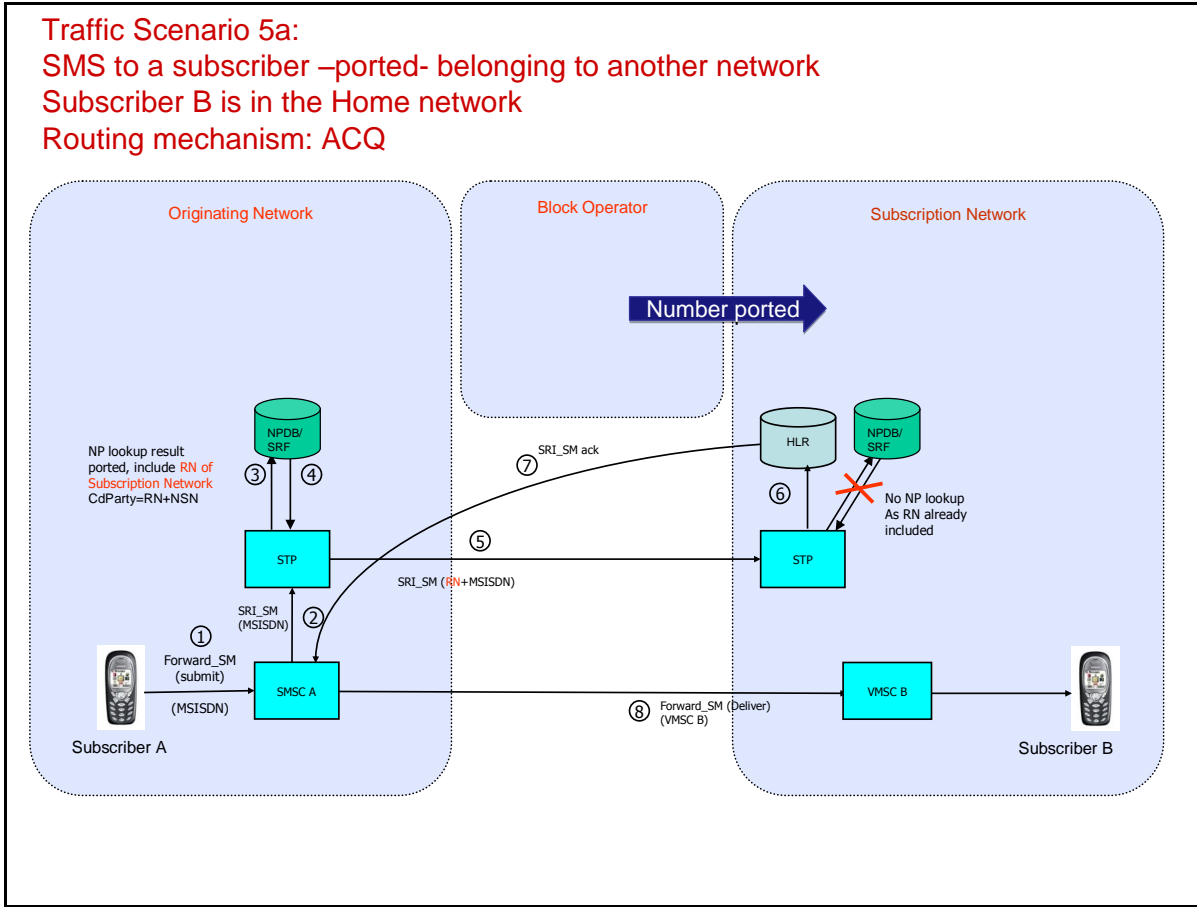 Traffic Scenario 5a:
SMS to a subscriber –ported- belonging to another network
Subscriber B is in the Home network
Routing mechanism: ACQ
Originating Network
Block Operator
Subscription Network
Number ported
NP lookup result
ported, include RN of
Subscription Network
CdParty=RN+NSN
NPDB/
SRF
3
4
STP
SRI_SM
(MSISDN)
2
1
Forward_SM
(submit)
(MSISDN)
SMSC A
Subscriber A
7
SRI_SM ack
5
SRI_SM (RN+MSISDN)
HLR
NPDB/
SRF
6
No NP lookup
As RN already
included
STP
8
Forward_SM (Deliver)
(VMSC B)
VMSC B
Subscriber B